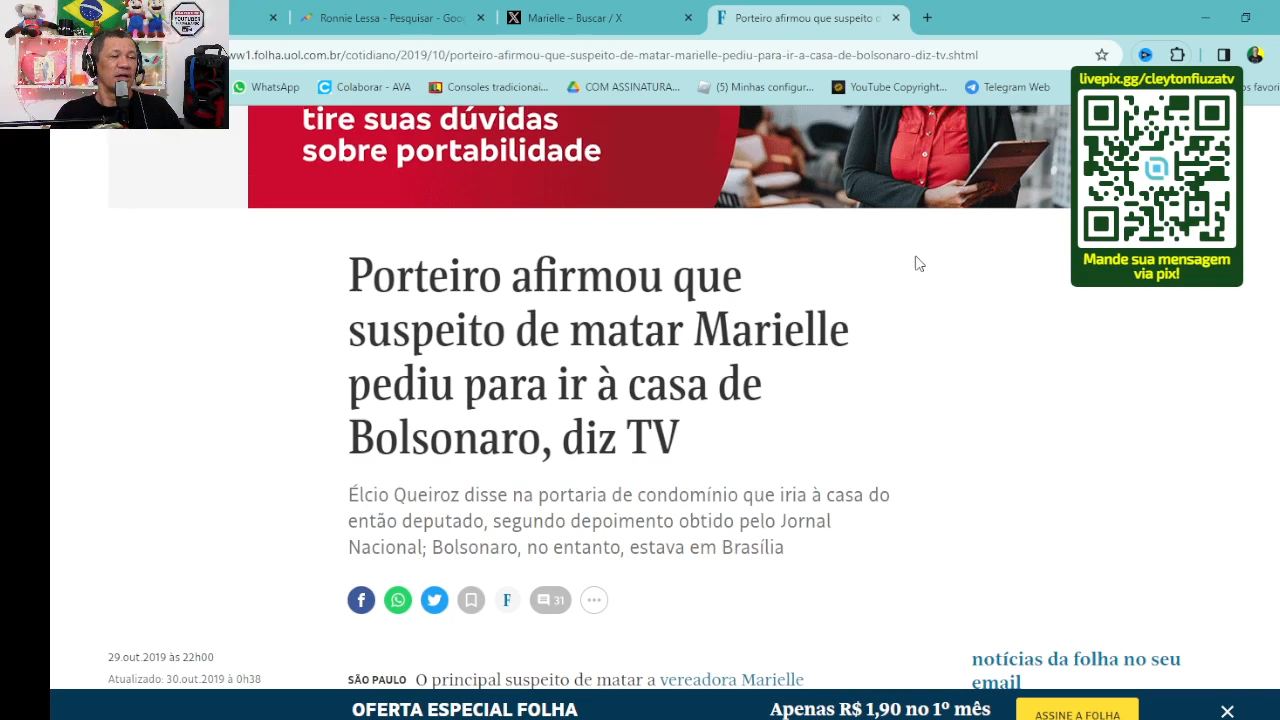 Ronnie Lessa - Pesquisar - Goo
Marielle – Buscar / X
Porteiro afirmou que suspeito d
ww1.folha.uol.com.br/cotidiano/2019/10/porteiro-afirmou-que-suspeito-de-matar-marielle-pediu-para-ir-a-casa-de-bolsonaro-diz-tv.shtml
WhatsApp
Colaborar - AVA
Consoles tradicionai...
COM ASSINATURA...
(5) Minhas configur...
YouTube Copyright...
Telegram Web
os favori
livepix.gg/cleytonfiuzatv
Mande sua mensagem
via pix!
tire suas dúvidas
sobre portabilidade
Porteiro afirmou que
suspeito de matar Marielle
pediu para ir à casa de
Bolsonaro, diz TV
Élcio Queiroz disse na portaria de condomínio que iria à casa do
então deputado, segundo depoimento obtido pelo Jornal
Nacional; Bolsonaro, no entanto, estava em Brasília
F
31
29.out.2019 às 22h00
Atualizado: 30.out.2019 à 0h38
SÃO PAULO O principal suspeito de matar a vereadora Marielle
notícias da folha no seu
email
OFERTA ESPECIAL FOLHA
Apenas R$ 1,90 no 1º mês
ASSINE A FOLHA